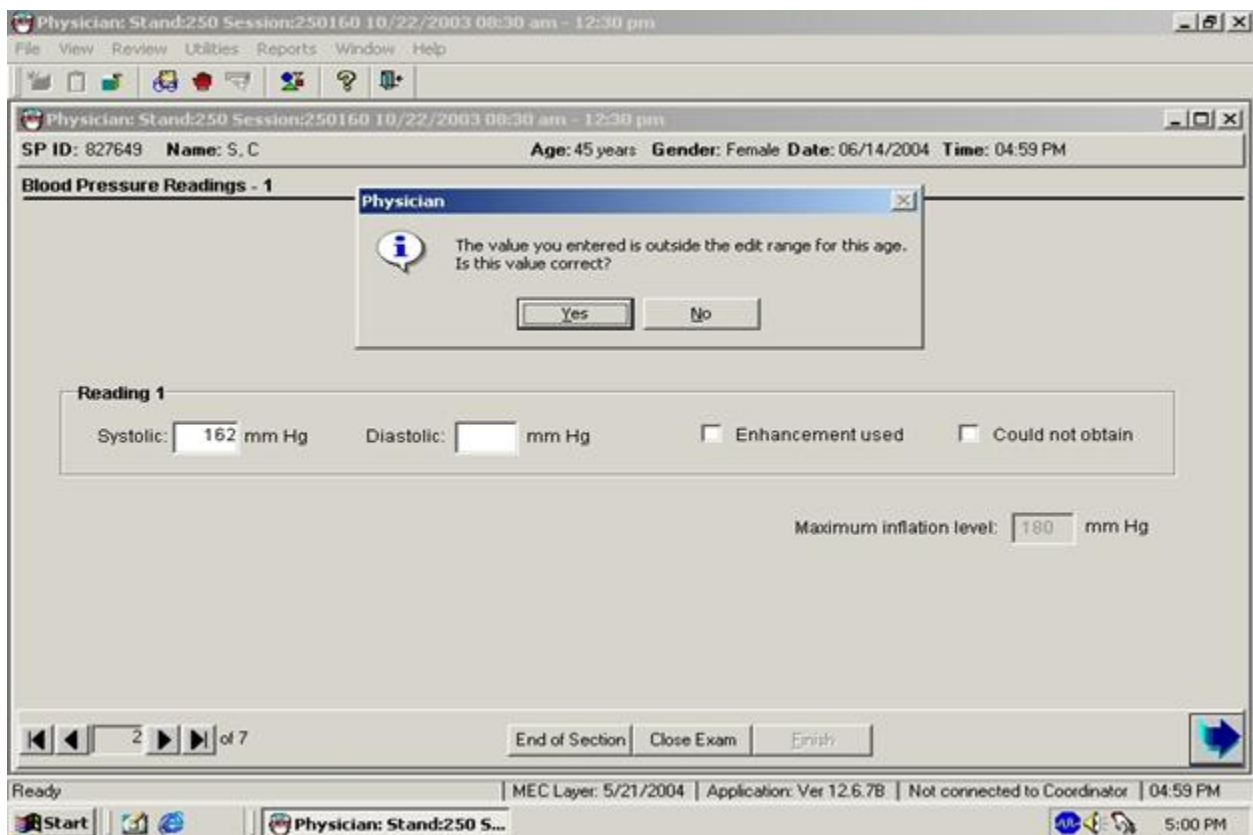 Physician: Stand:250 Session:250160 10/22/2003 08:30 am - 12:30 pm
File View Review Utilities Reports Window Help
Physician: Stand:250 Session:250160 10/22/2003 08:30 am - 12:30 pm
SP ID: 827649 Name: S, C Age: 45 years Gender: Female Date: 06/14/2004 Time: 04:59 PM
Blood Pressure Readings - 1
Physician
The value you entered is outside the edit range for this age.
Is this value correct?
Yes No
Reading 1
Systolic: 162 mm Hg Diastolic: mm Hg Enhancement used Could not obtain
Maximum inflation level: 180 mm Hg
2 of 7 End of Section Close Exam Finish
Ready MEC Layer: 5/21/2004 Application: Ver 12.6.7B Not connected to Coordinator 04:59 PM
Start Physician: Stand:250 S... 5:00 PM